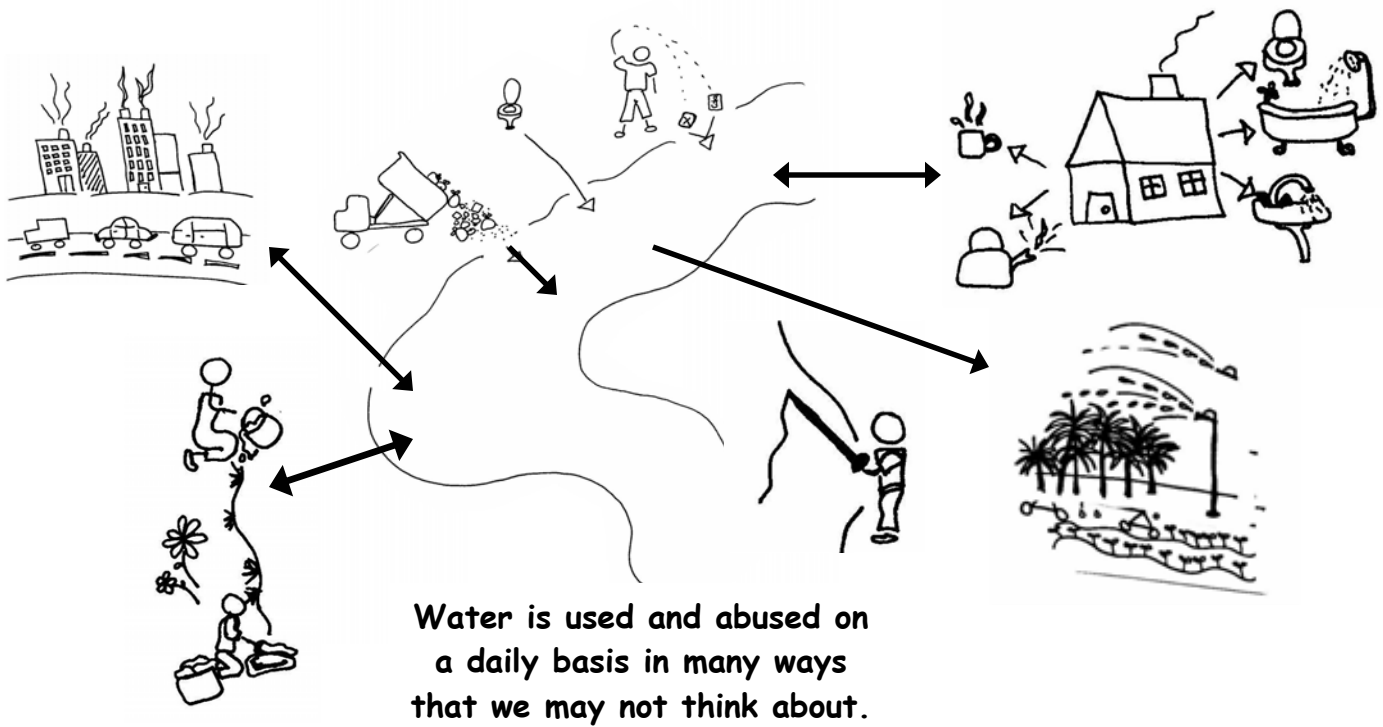 Water is used and abused on
a daily basis in many ways
that we may not think about.